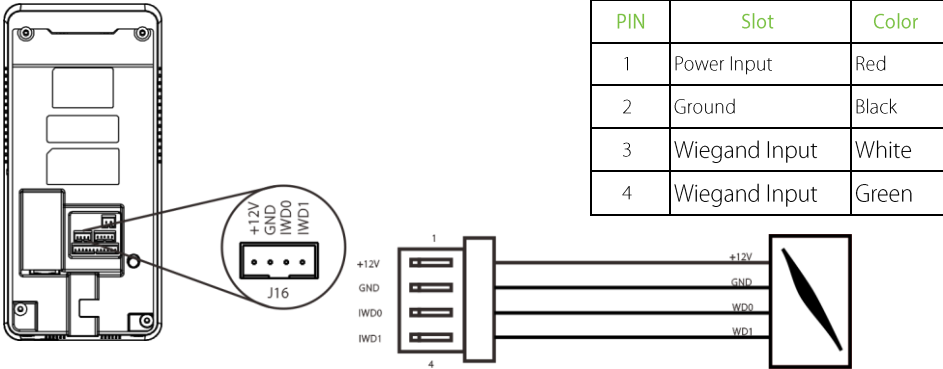 PIN Slot Color
1 Power Input Red
2 Ground Black
3 Wiegand Input White
4 Wiegand Input Green
+12V
GND
IWD0
IWD1
J16
1
+12V
GND
IWD0
IWD1
4
+12V
GND
WD0
WD1